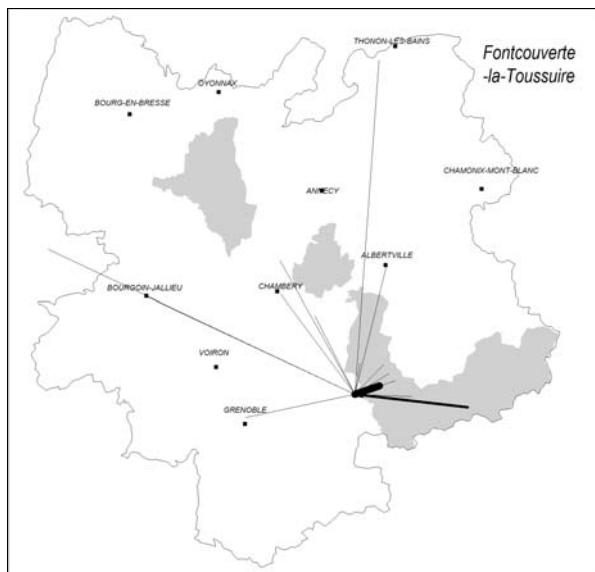 THONON-LES-BAINS
Fontcouverte
-la-Toussuire
OYONNAX
BOURG-EN-BRESSE
CHAMONIX-MONT-BLANC
ANNECY
ALBERTVILLE
CHAMBERY
BOURGOIN-JALLIEU
VOIRON
GRENOBLE